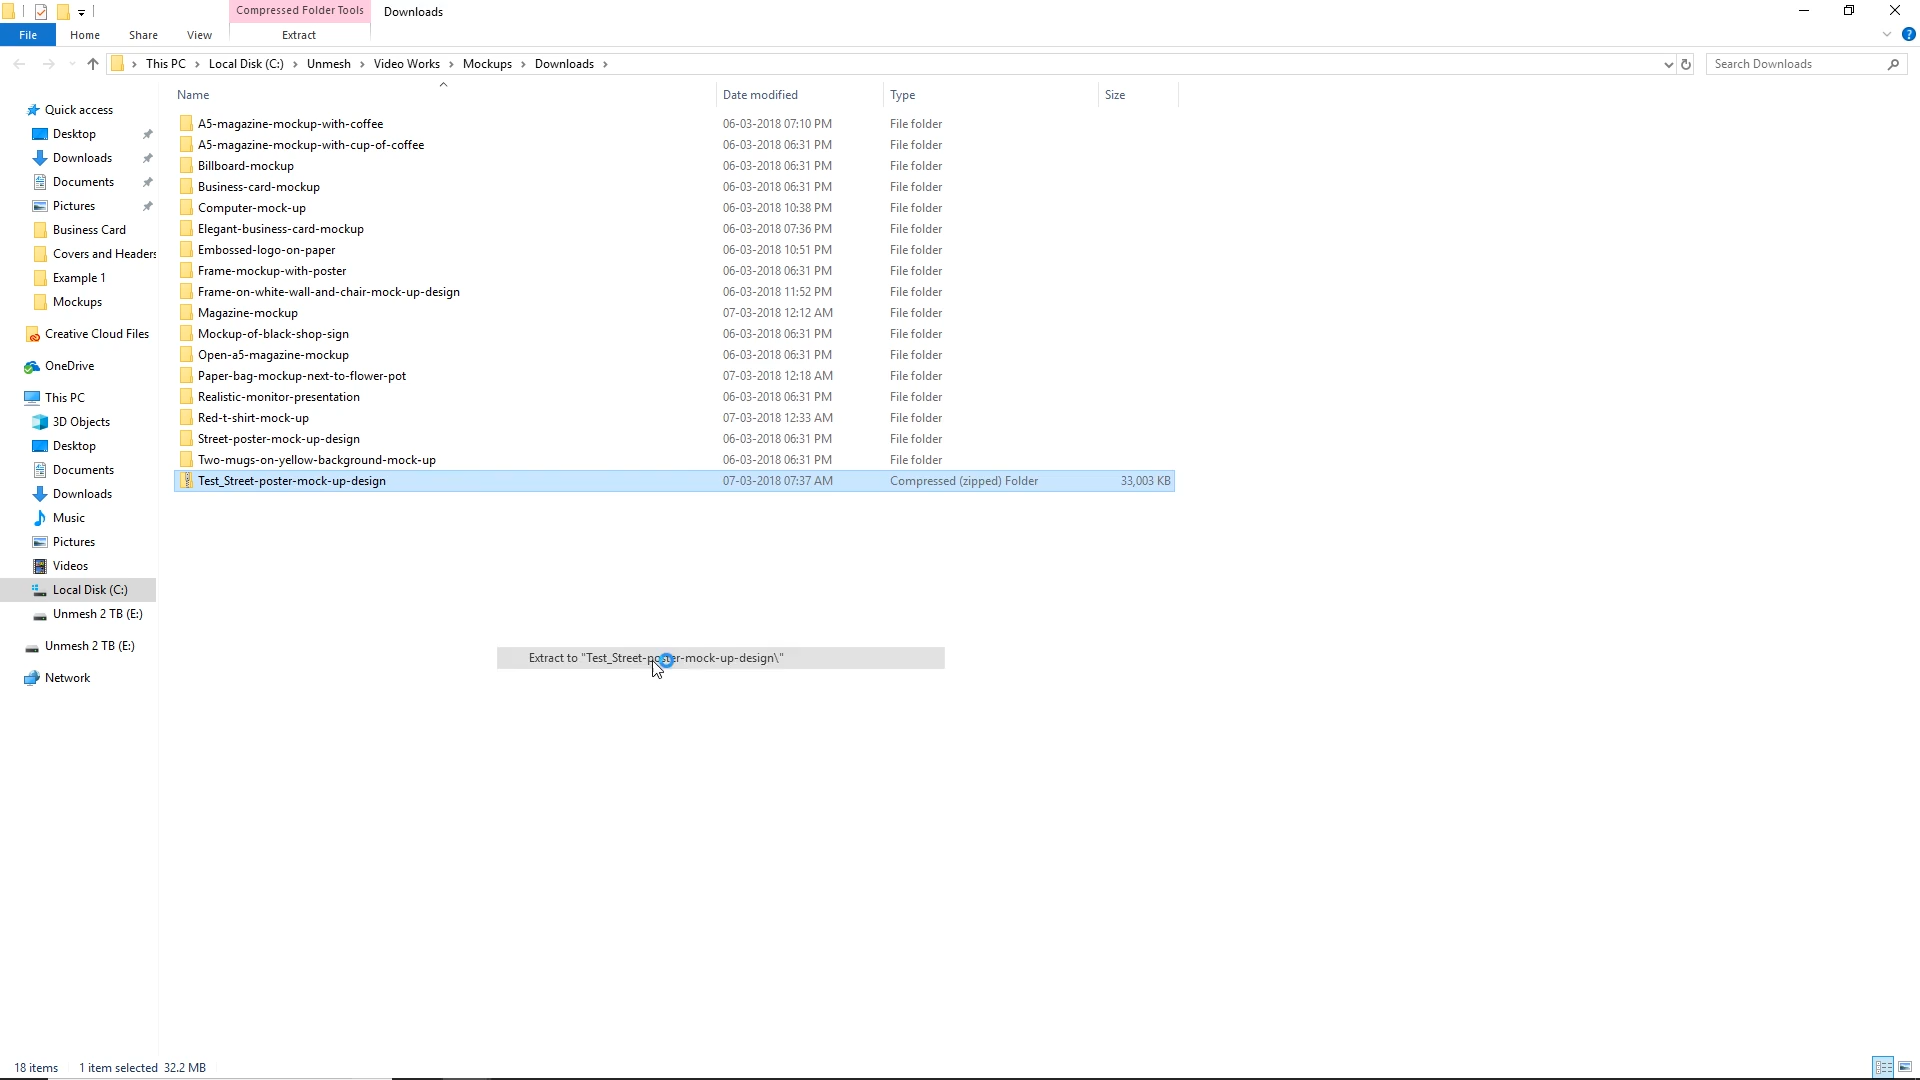 Compressed Folder Tools Downloads
File Home Share View Extract
This PC Local Disk (C:) Unmesh Video Works Mockups Downloads Search Downloads
Name Date modified Type Size
Quick access
Desktop
Downloads
Documents
Pictures
Business Card
Covers and Headers
Example 1
Mockups
Creative Cloud Files
OneDrive
This PC
3D Objects
Desktop
Documents
Downloads
Music
Pictures
Videos
Local Disk (C:)
Unmesh 2 TB (E:)
Unmesh 2 TB (E:)
Network
A5-magazine-mockup-with-coffee 06-03-2018 07:10 PM File folder
A5-magazine-mockup-with-cup-of-coffee 06-03-2018 06:31 PM File folder
Billboard-mockup 06-03-2018 06:31 PM File folder
Business-card-mockup 06-03-2018 06:31 PM File folder
Computer-mock-up 06-03-2018 10:38 PM File folder
Elegant-business-card-mockup 06-03-2018 07:36 PM File folder
Embossed-logo-on-paper 06-03-2018 10:51 PM File folder
Frame-mockup-with-poster 06-03-2018 06:31 PM File folder
Frame-on-white-wall-and-chair-mock-up-design 06-03-2018 11:52 PM File folder
Magazine-mockup 07-03-2018 12:12 AM File folder
Mockup-of-black-shop-sign 06-03-2018 06:31 PM File folder
Open-a5-magazine-mockup 06-03-2018 06:31 PM File folder
Paper-bag-mockup-next-to-flower-pot 07-03-2018 12:18 AM File folder
Realistic-monitor-presentation 06-03-2018 06:31 PM File folder
Red-t-shirt-mock-up 07-03-2018 12:33 AM File folder
Street-poster-mock-up-design 06-03-2018 06:31 PM File folder
Two-mugs-on-yellow-background-mock-up 06-03-2018 06:31 PM File folder
Test_Street-poster-mock-up-design 07-03-2018 07:37 AM Compressed (zipped) Folder 33,003 KB
Extract to "Test_Street-poster-mock-up-design\"
18 items 1 item selected 32.2 MB